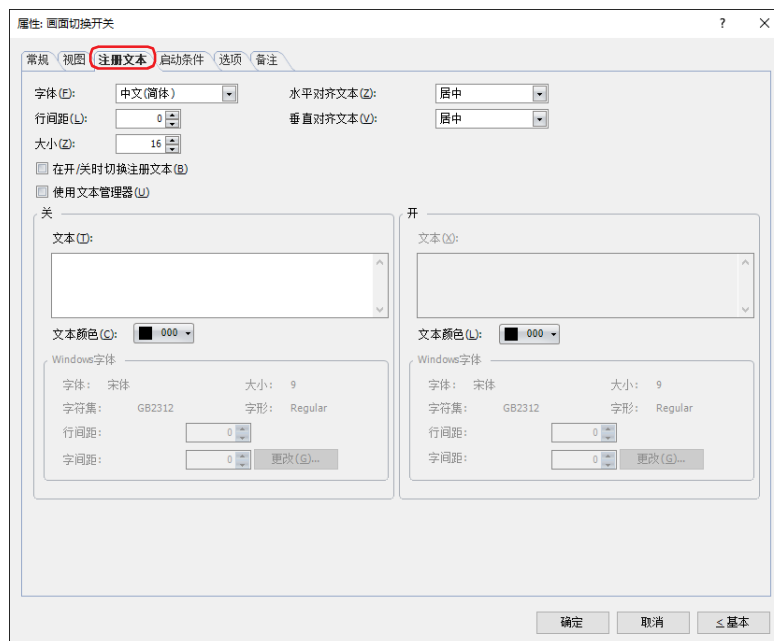 属性: 画面切换开关 ? ×
常规 视图 注册文本 启动条件 选项 备注
字体(F): 中文(简体) 水平对齐文本(Z): 居中
行间距(L): 0 垂直对齐文本(V): 居中
大小(Z): 16
在开/关时切换注册文本(B)
使用文本管理器(U)
关 开
文本(T): 文本(X):
文本颜色(C): 000 文本颜色(L): 000
Windows字体 Windows字体
字体: 宋体 大小: 9 字体: 宋体 大小: 9
字符集: GB2312 字形: Regular 字符集: GB2312 字形: Regular
行间距: 0 行间距: 0
字间距: 0 更改(G)... 字间距: 0 更改(G)...
确定 取消 ≤基本